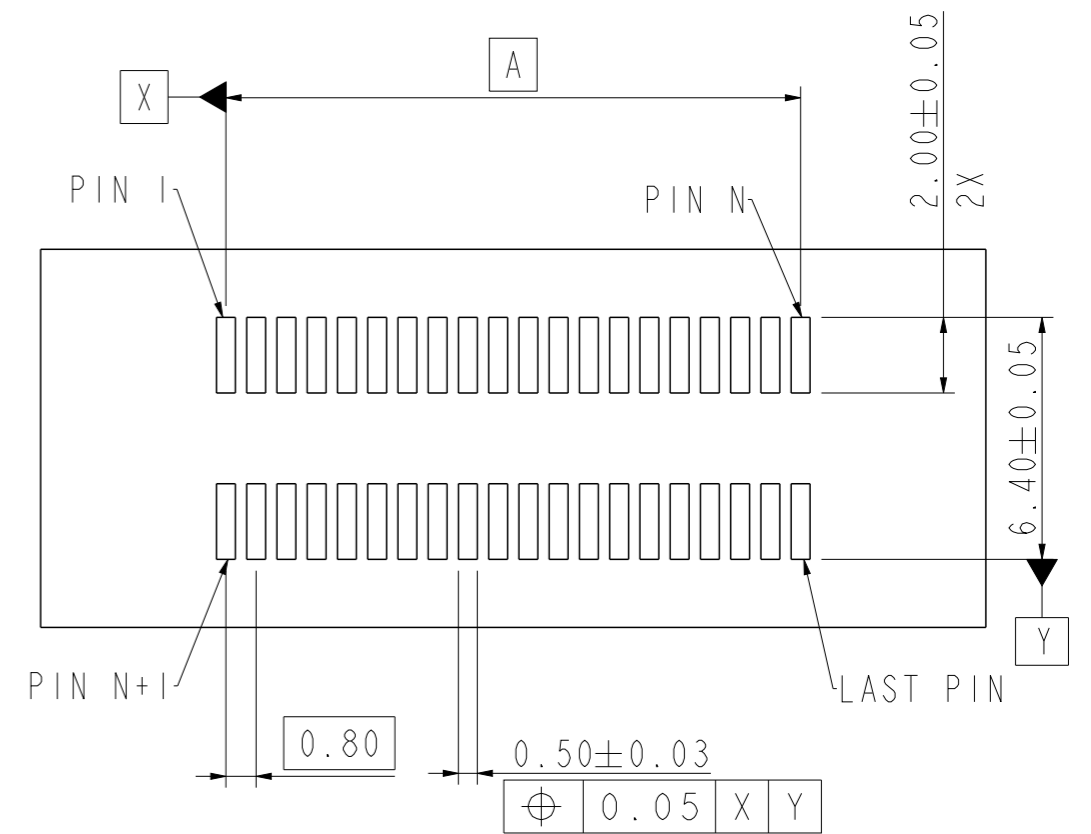 A
X
2.00±0.05
2X
PIN 1
PIN N
6.40±0.05
Y
PIN N+1
LAST PIN
0.80
0.50±0.03
⌖ 0.05 X Y